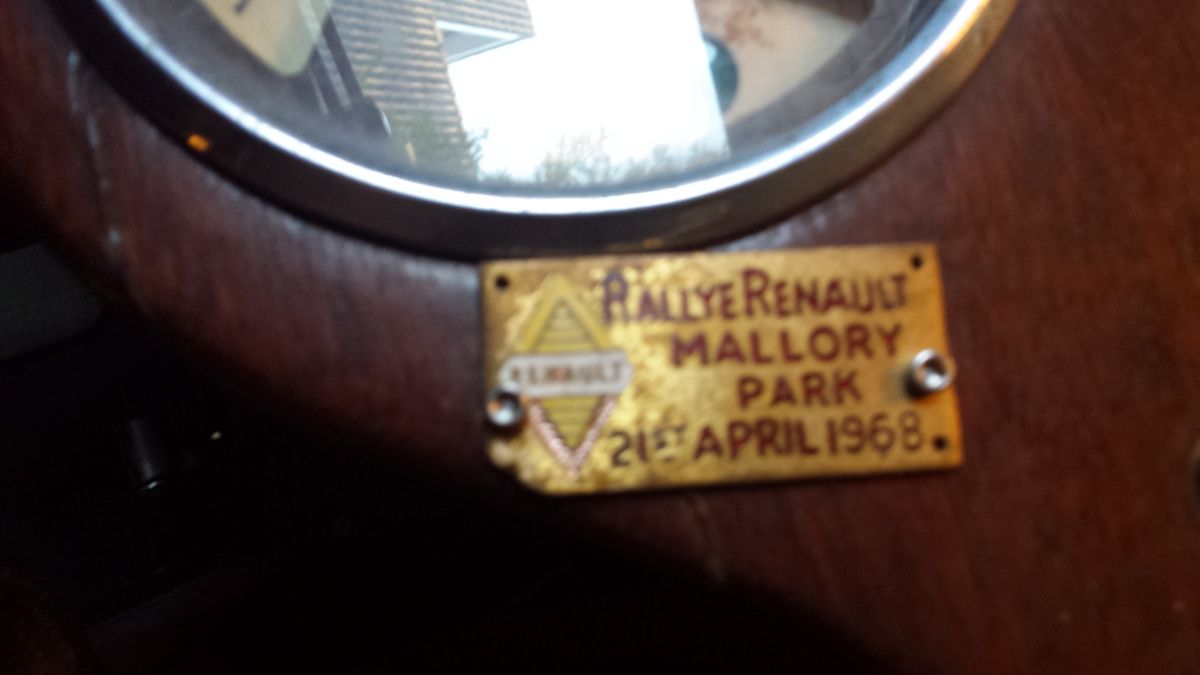 RALLYE RENAULT
MALLORY
PARK
21ST APRIL 1968
RENAULT